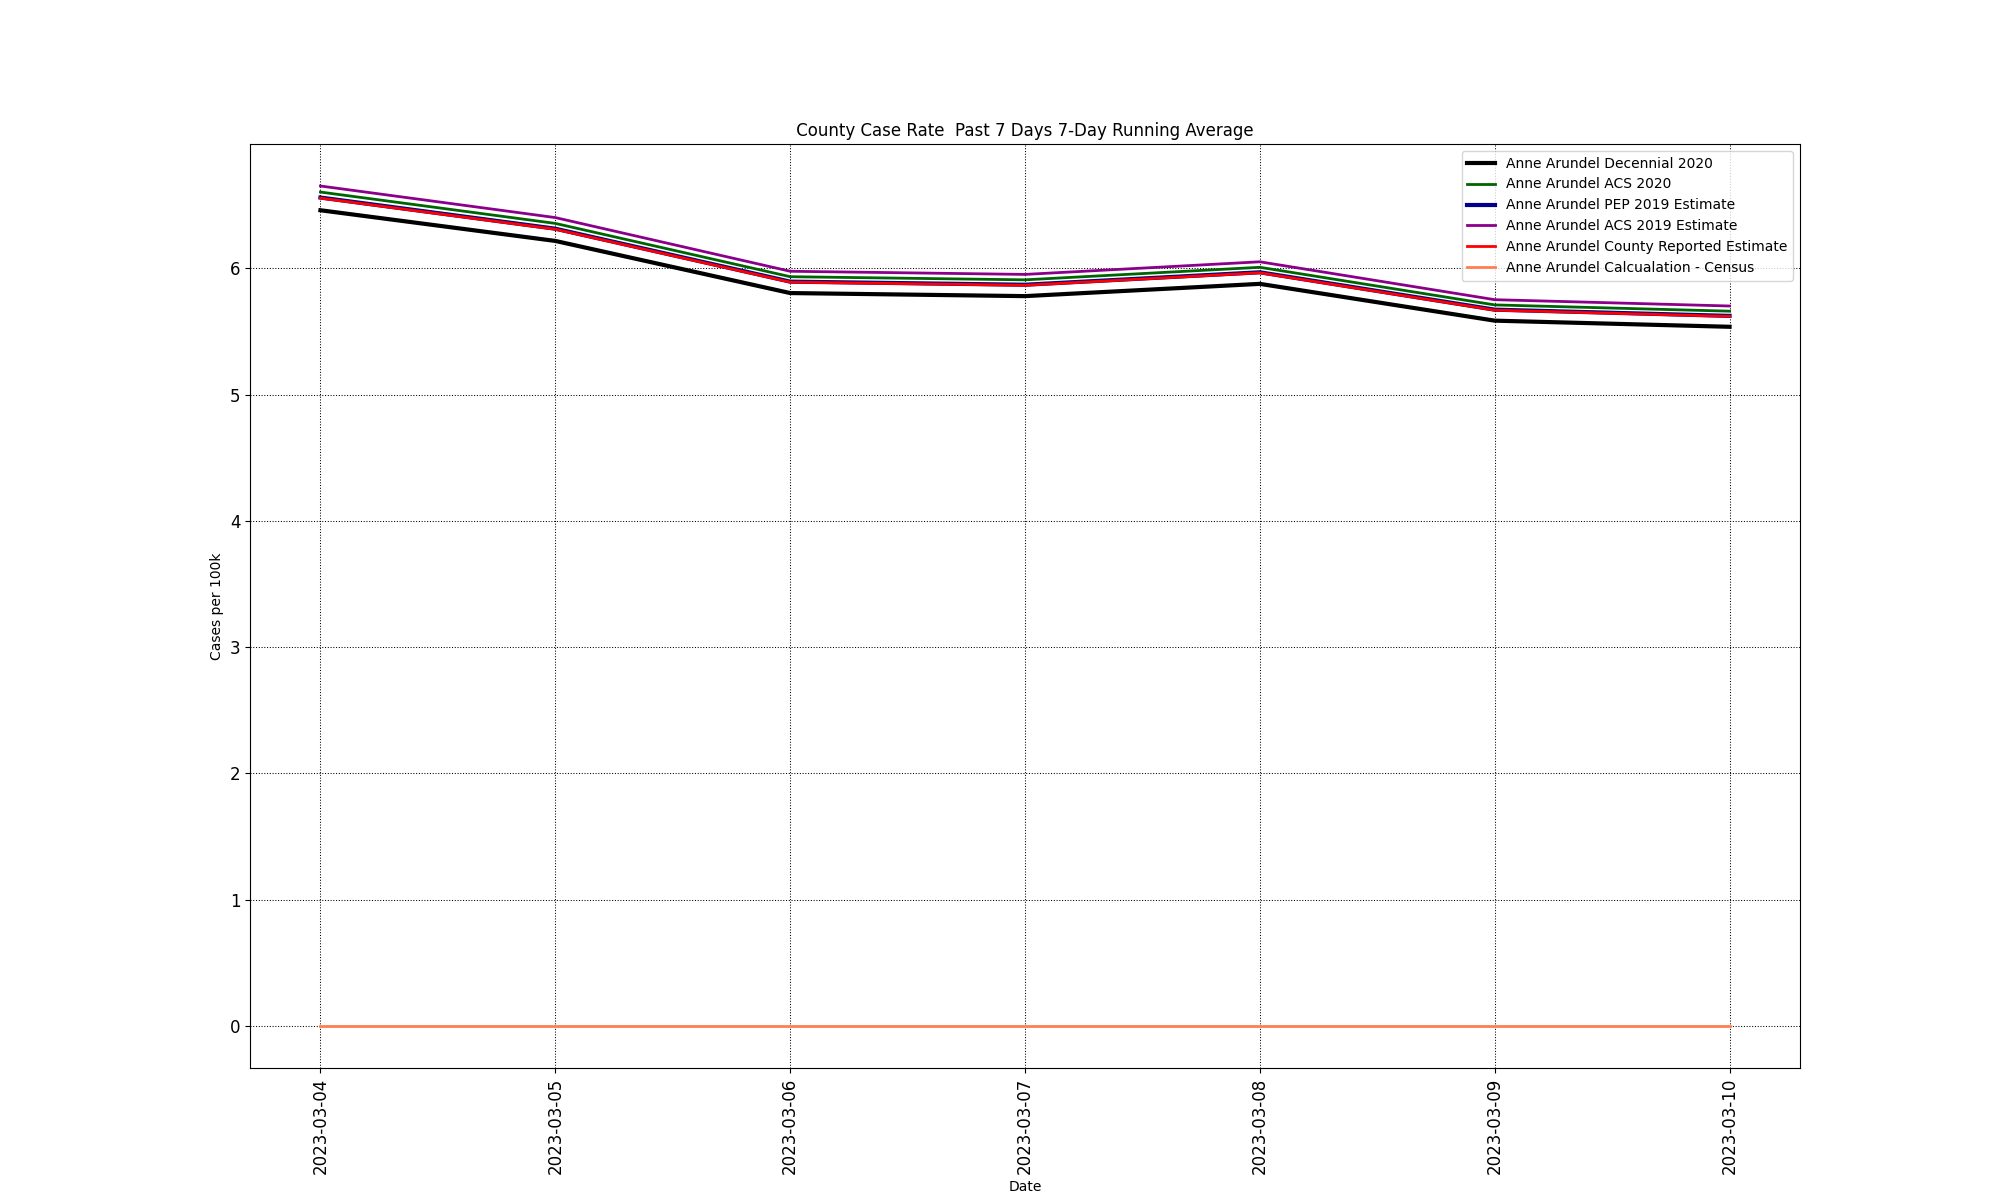 County Case Rate  Past 7 Days 7-Day Running Average
Anne Arundel Decennial 2020
Anne Arundel ACS 2020
Anne Arundel PEP 2019 Estimate
Anne Arundel ACS 2019 Estimate
Anne Arundel County Reported Estimate
Anne Arundel Calcualation - Census
6
5
4
3
2
1
0
Cases per 100k
2023-03-04
2023-03-05
2023-03-06
2023-03-07
2023-03-08
2023-03-09
2023-03-10
Date